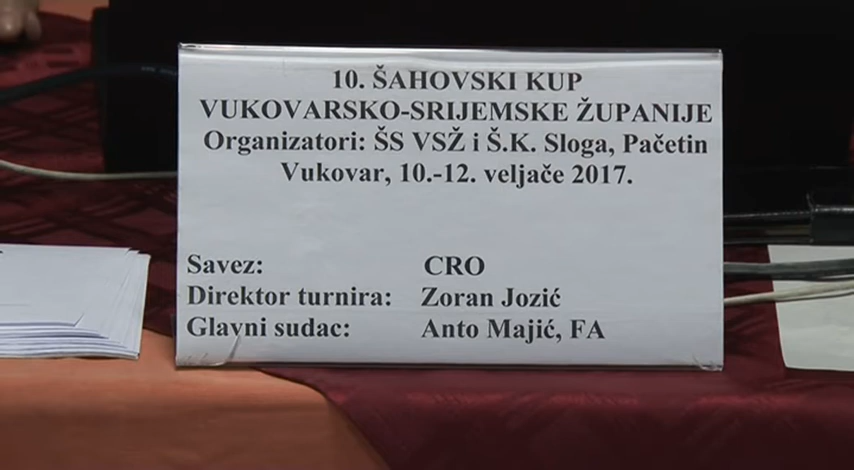 10. ŠAHOVSKI KUP
VUKOVARSKO-SRIJEMSKE ŽUPANIJE
Organizatori: ŠS VSŽ i Š.K. Sloga, Pačetin
Vukovar, 10.-12. veljače 2017.
Savez: CRO
Direktor turnira: Zoran Jozić
Glavni sudac: Anto Majić, FA